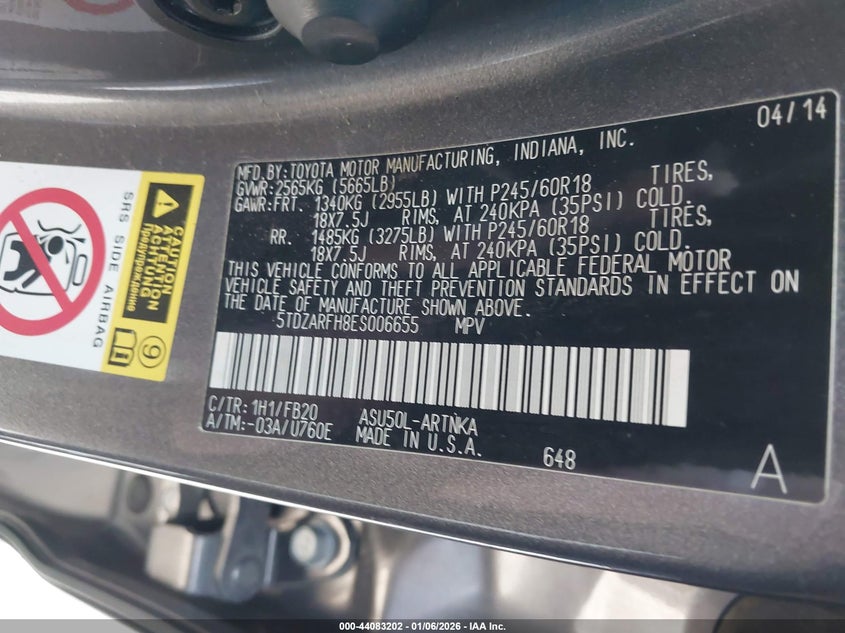 04/14
MFD. BY: TOYOTA MOTOR MANUFACTURING, INDIANA, INC.
GVWR: 2565KG (5665LB)
GAWR: FRT. 1340KG (2955LB) WITH P245/60R18 TIRES,
18X7.5J RIMS, AT 240KPA (35PSI) COLD.
RR. 1485KG (3275LB) WITH P245/60R18 TIRES,
18X7.5J RIMS, AT 240KPA (35PSI) COLD.
THIS VEHICLE CONFORMS TO ALL APPLICABLE FEDERAL MOTOR
VEHICLE SAFETY AND THEFT PREVENTION STANDARDS IN EFFECT ON
THE DATE OF MANUFACTURE SHOWN ABOVE.
5TDZARFH8ES006655 MPV
C/TR: 1H1/FB20 ASU50L-ARTNKA
A/TM: -03A/U760E MADE IN U.S.A.
648
A
SRS SIDE AIRBAG
CAUTION
ATTENTION
ACHTUNG
Предупреждение
9
000-44083202 - 01/06/2026 - IAA Inc.